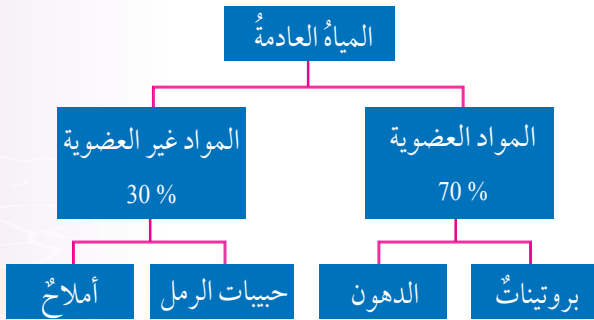 المياهُ العادمةُ
المواد العضوية
70 %
المواد غير العضوية
30 %
بروتيناتٌ
الدهون
حبيبات الرمل
أملاحٌ